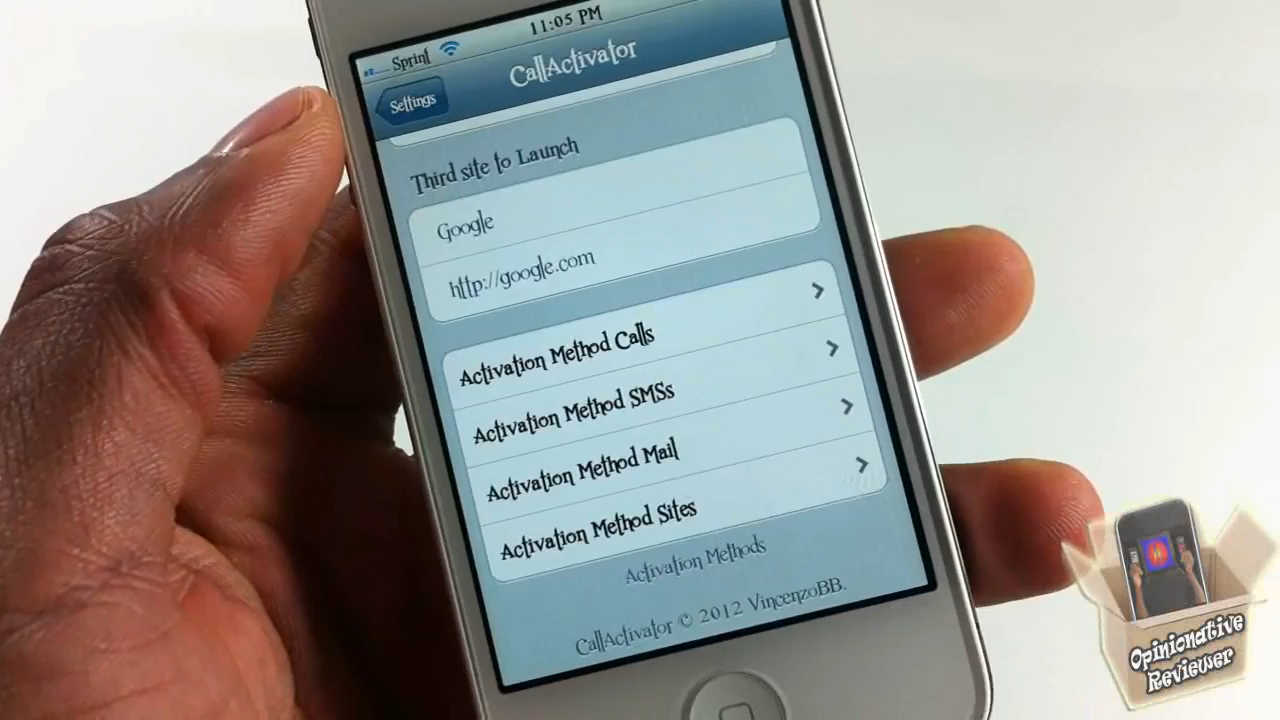 Sprint 11:05 PM
Settings CallActivator
Third site to Launch
Google
http://google.com
Activation Method Calls
Activation Method SMSs
Activation Method Mail
Activation Method Sites
Activation Methods
CallActivator © 2012 VincenzoBB.
Opinionative
Reviewer